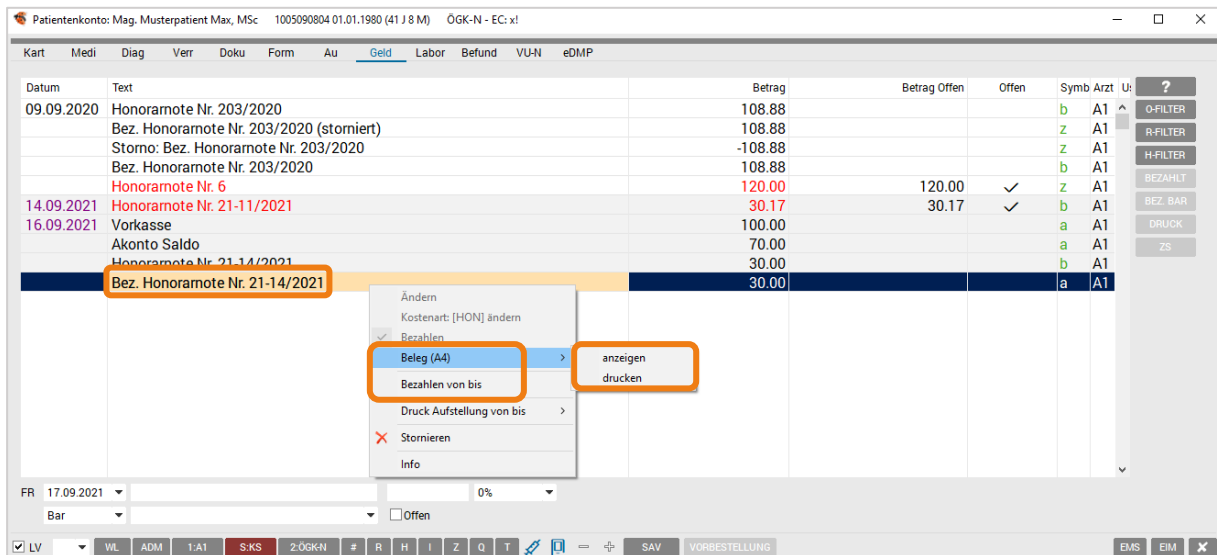 Patientenkonto: Mag. Musterpatient Max, MSc 1005090804 01.01.1980 (41 J 8 M) ÖGK-N - EC: x!
Kart Medi Diag Verr Doku Form Au Geld Labor Befund VU-N eDMP
Datum Text Betrag Betrag Offen Offen Symb Arzt U: ?
09.09.2020 Honorarnote Nr. 203/2020 108.88 b A1 O-FILTER
Bez. Honorarnote Nr. 203/2020 (storniert) 108.88 z A1 R-FILTER
Storno: Bez. Honorarnote Nr. 203/2020 -108.88 z A1 H-FILTER
Bez. Honorarnote Nr. 203/2020 108.88 b A1
BEZAHLT
Honorarnote Nr. 6 120.00 120.00 ✓ z A1
14.09.2021 Honorarnote Nr. 21-11/2021 30.17 30.17 ✓ b A1 BEZ. BAR
16.09.2021 Vorkasse 100.00 a A1 DRUCK
Akonto Saldo 70.00 a A1 ZS
Honorarnote Nr. 21-14/2021 30.00 b A1
Bez. Honorarnote Nr. 21-14/2021 30.00 a A1
Ändern
Kostenart: [HON] ändern
Bezahlen
Beleg (A4) > anzeigen
drucken
Bezahlen von bis
Druck Aufstellung von bis >
Stornieren
Info
FR 17.09.2021 0%
Bar Offen
LV WL ADM 1:A1 S:KS 2:ÖGK-N # R H I Z Q T SAV VORBESTELLUNG EMS EIM